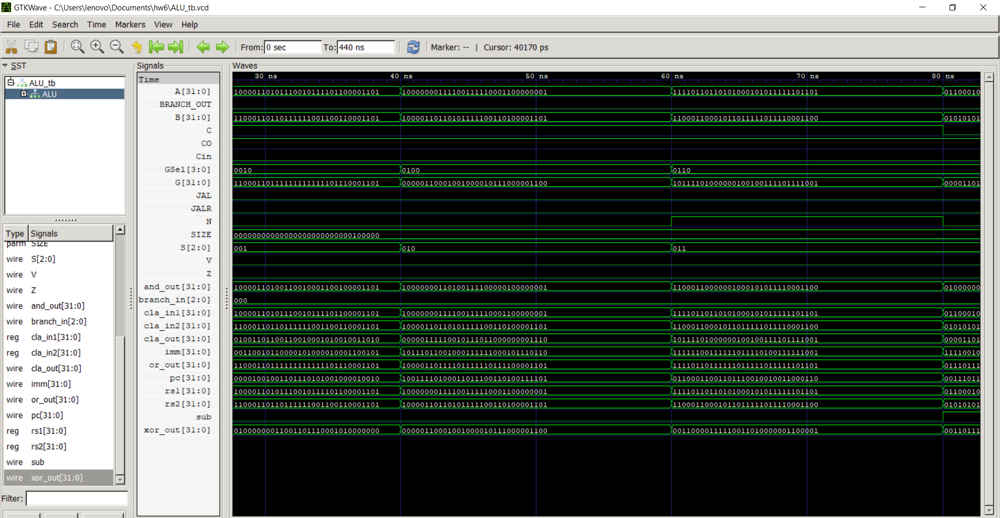 GTKWave - C:\Users\lenovo\Documents\hw6\ALU_tb.vcd
File Edit Search Time Markers View Help
From: 0 sec To: 440 ns Marker: -- | Cursor: 40170 ps
SST
ALU_tb
ALU
Type Signals
parm SIZE
wire S[2:0]
wire V
wire Z
wire and_out[31:0]
wire branch_in[2:0]
reg cla_in1[31:0]
reg cla_in2[31:0]
wire cla_out[31:0]
wire imm[31:0]
wire or_out[31:0]
wire pc[31:0]
reg rs1[31:0]
reg rs2[31:0]
wire sub
wire xor_out[31:0]
Filter:
Signals
Waves
Time 30 ns 40 ns 50 ns 60 ns 70 ns 80 ns
A[31:0] 10000110101110010111101100001101 10000000111100111110001100000001 11110110110101000101011111101101 01100010
BRANCH_OUT
B[31:0] 11000110110111111001100110001101 10000110110101111100110100001101 11000110001011011111011110001100 01010101
C
CO
Cin
GSel[3:0] 0010 0100 0110
G[31:0] 11000110111111111111101110001101 00000110001001000010111000001100 10111101000000100100111101111001 00001101
JAL
JALR
N
SIZE 00000000000000000000000000100000
S[2:0] 001 010 011
V
Z
and_out[31:0] 10000110100110010001100100001101 10000000110100111100000100000001 11000110000001000101011110001100 01000000
branch_in[2:0] 000
cla_in1[31:0] 10000110101110010111101100001101 10000000111100111110001100000001 11110110110101000101011111101101 01100010
cla_in2[31:0] 11000110110111111001100110001101 10000110110101111100110100001101 11000110001011011111011110001100 01010101
cla_out[31:0] 01001101100110010001010010011010 00000111110010111011000000001110 10111101000000100100111101111001 00001101
imm[31:0] 00110010110000101000010001100101 10111011001000111111000101110110 11111110011111101111010011111001 11110010
or_out[31:0] 11000110111111111111101110001101 10000110111101111110111100001101 11110110111111011111011111101101 01110111
pc[31:0] 00001001001101110101001000010010 10011110100011011100110100111101 01100011001101110010010011000110 00111011
rs1[31:0] 10000110101110010111101100001101 10000000111100111110001100000001 11110110110101000101011111101101 01100010
rs2[31:0] 11000110110111111001100110001101 10000110110101111100110100001101 11000110001011011111011110001100 01010101
sub
xor_out[31:0] 01000000011001101110001010000000 00000110001001000010111000001100 00110000111110011010000001100001 00110111